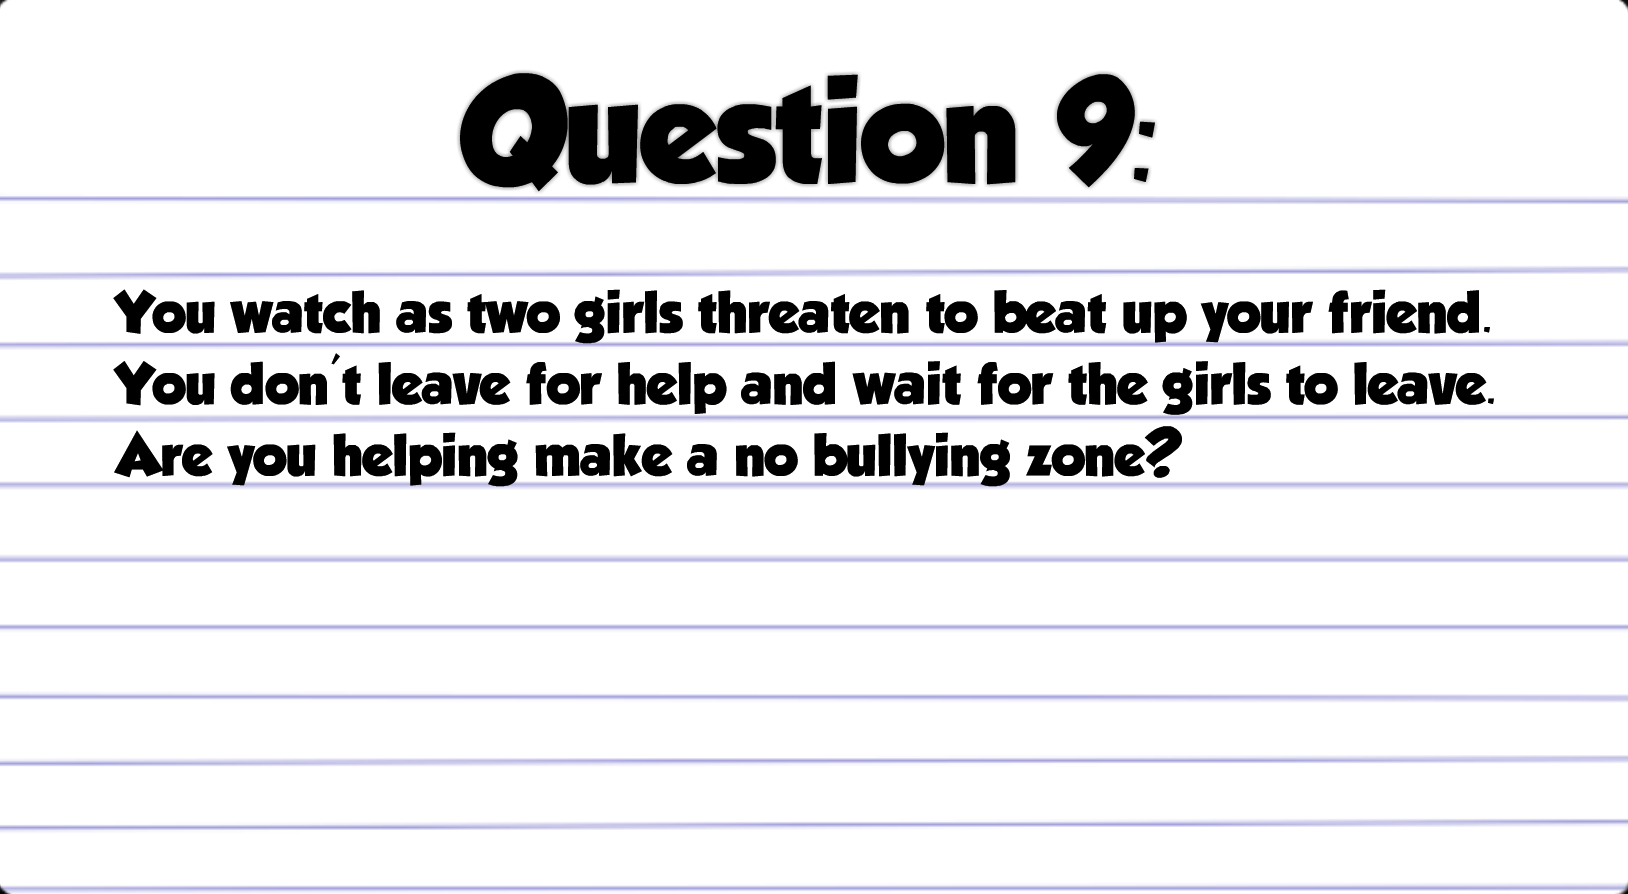 Question 9:
You watch as two girls threaten to beat up your friend.
You don't leave for help and wait for the girls to leave.
Are you helping make a no bullying zone?